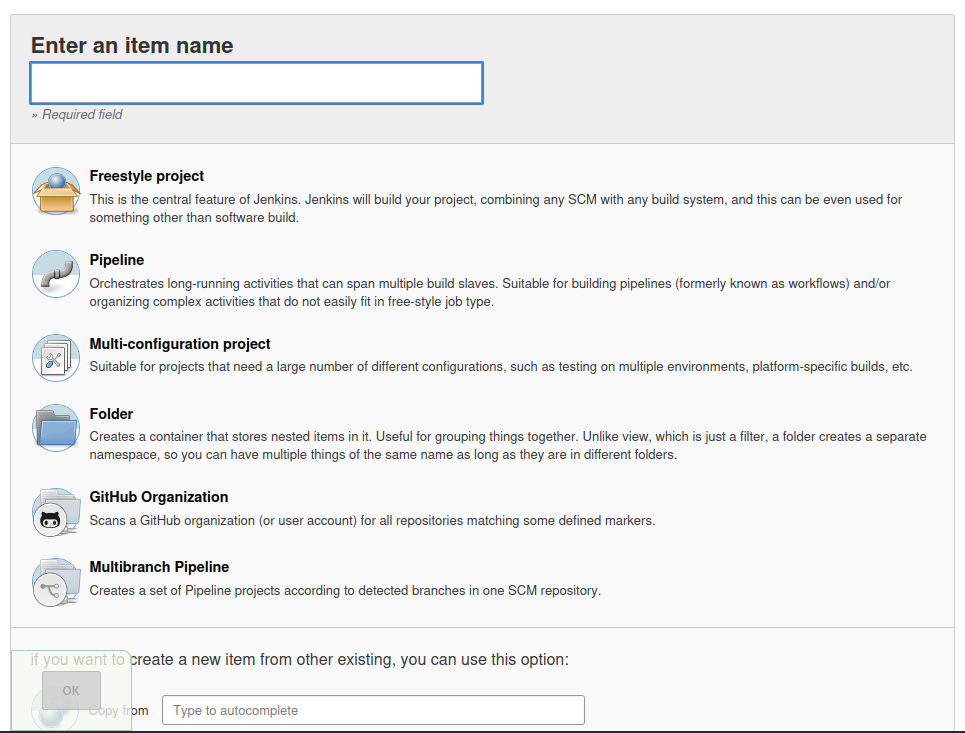 Enter an item name
» Required field
Freestyle project
This is the central feature of Jenkins. Jenkins will build your project, combining any SCM with any build system, and this can be even used for
something other than software build.
Pipeline
Orchestrates long-running activities that can span multiple build slaves. Suitable for building pipelines (formerly known as workflows) and/or
organizing complex activities that do not easily fit in free-style job type.
Multi-configuration project
Suitable for projects that need a large number of different configurations, such as testing on multiple environments, platform-specific builds, etc.
Folder
Creates a container that stores nested items in it. Useful for grouping things together. Unlike view, which is just a filter, a folder creates a separate
namespace, so you can have multiple things of the same name as long as they are in different folders.
GitHub Organization
Scans a GitHub organization (or user account) for all repositories matching some defined markers.
Multibranch Pipeline
Creates a set of Pipeline projects according to detected branches in one SCM repository.
if you want to create a new item from other existing, you can use this option:
OK
Copy from
Type to autocomplete